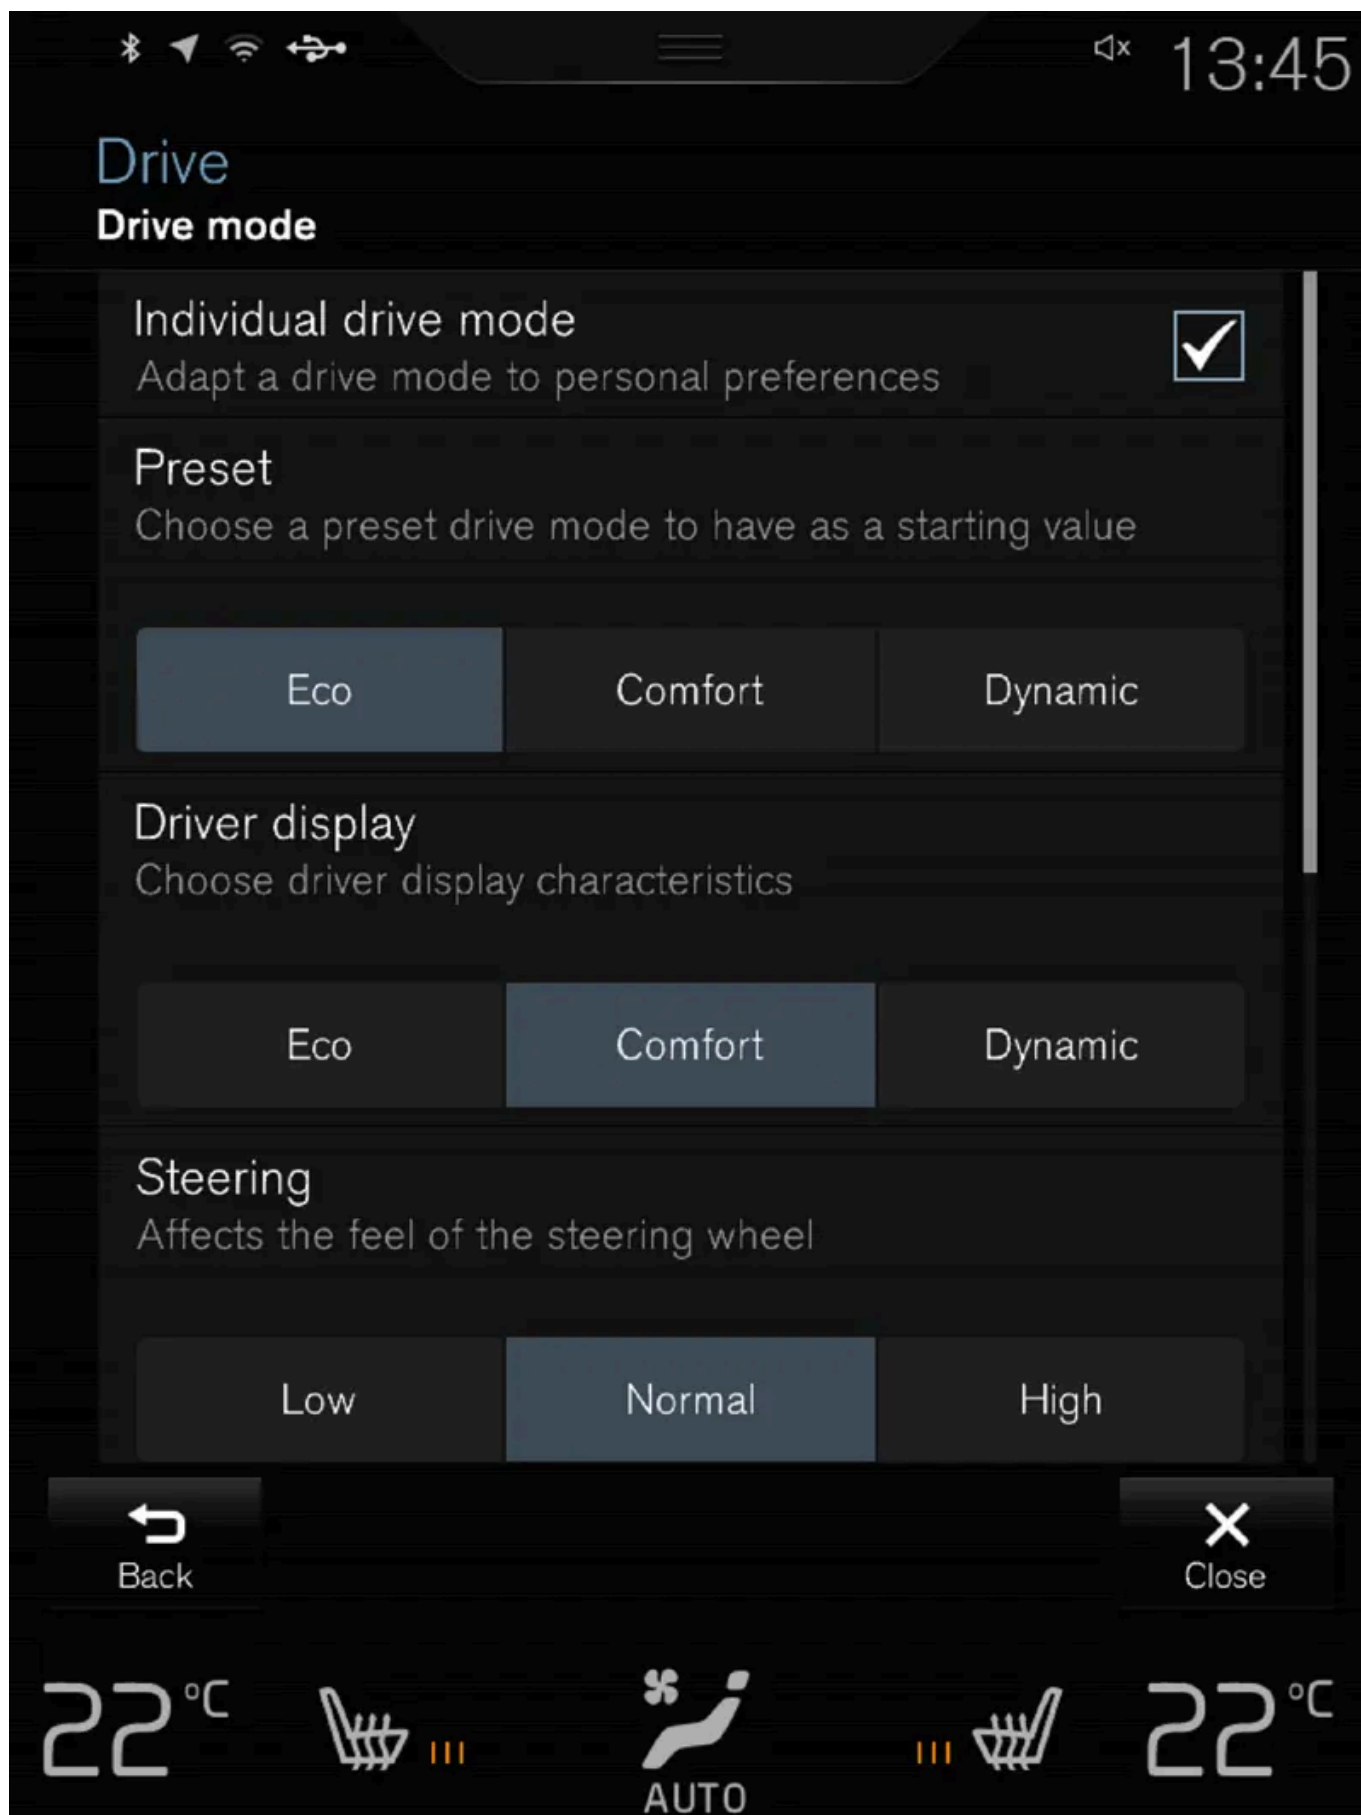 13:45
Drive
Drive mode
Individual drive mode
Adapt a drive mode to personal preferences
Preset
Choose a preset drive mode to have as a starting value
Eco Comfort Dynamic
Driver display
Choose driver display characteristics
Eco Comfort Dynamic
Steering
Affects the feel of the steering wheel
Low Normal High
Back Close
22°C 22°C
AUTO